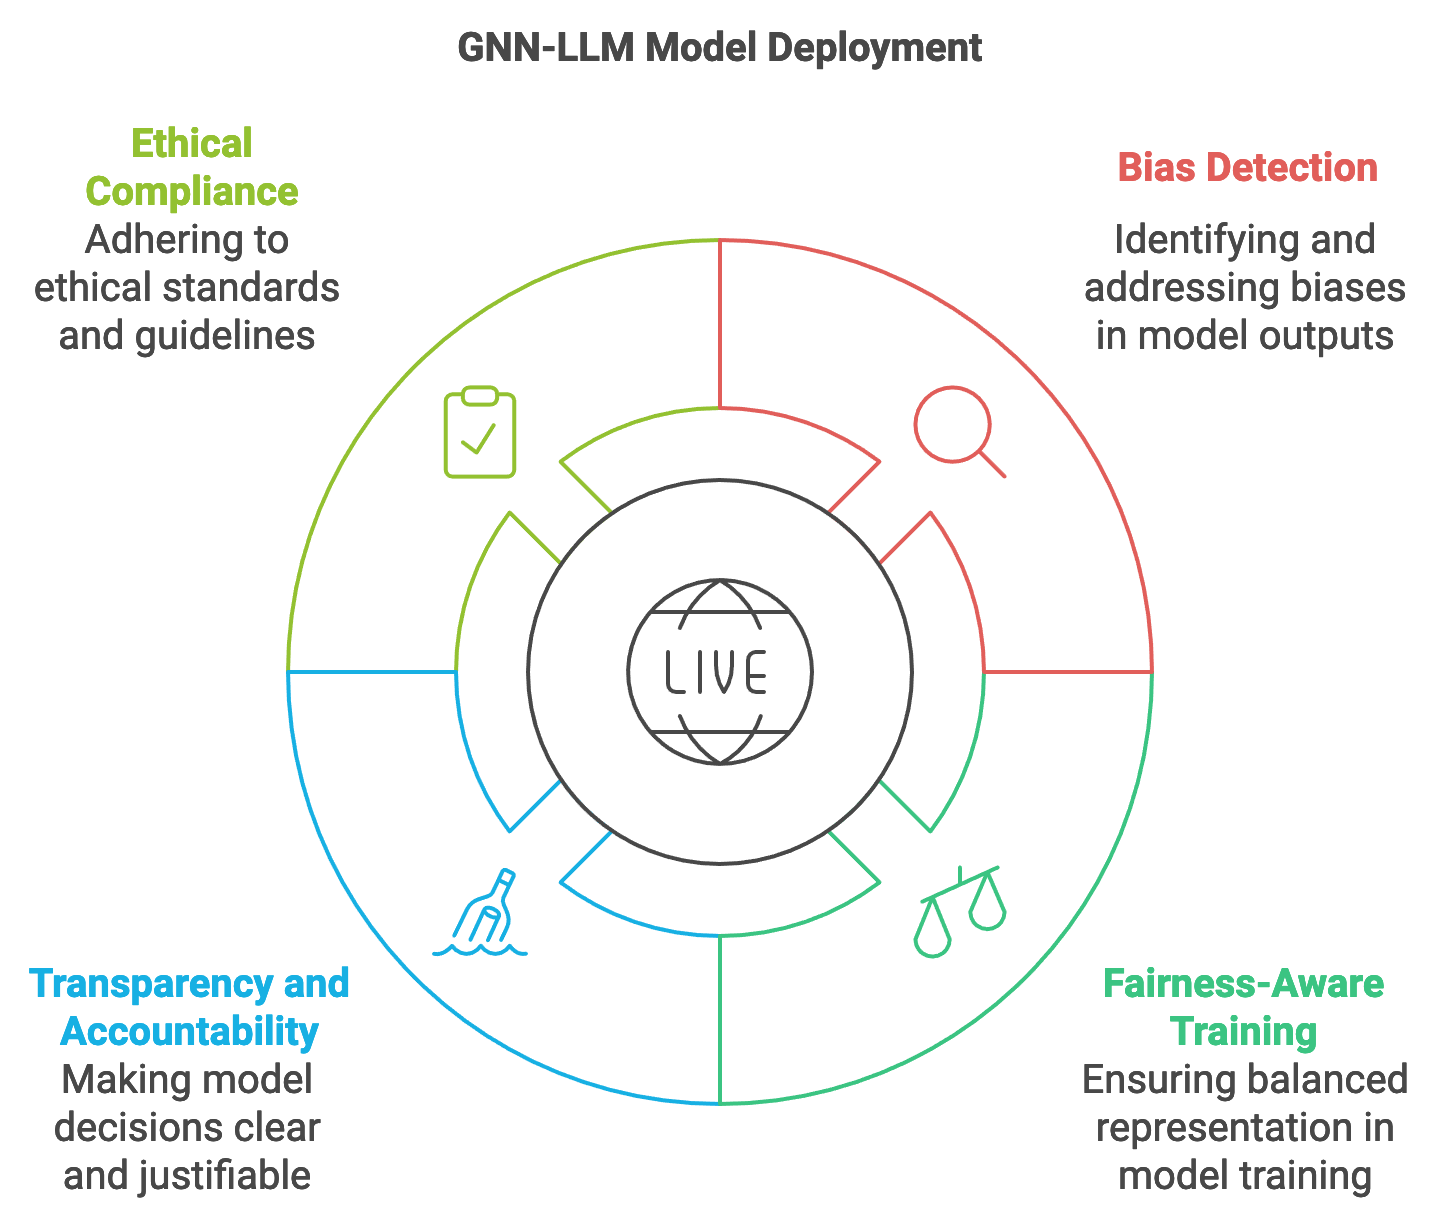 GNN-LLM Model Deployment
Ethical
Compliance
Adhering to
ethical standards
and guidelines
Bias Detection
Identifying and
addressing biases
in model outputs
LIVE
Transparency and
Accountability
Making model
decisions clear
and justifiable
Fairness-Aware
Training
Ensuring balanced
representation in
model training